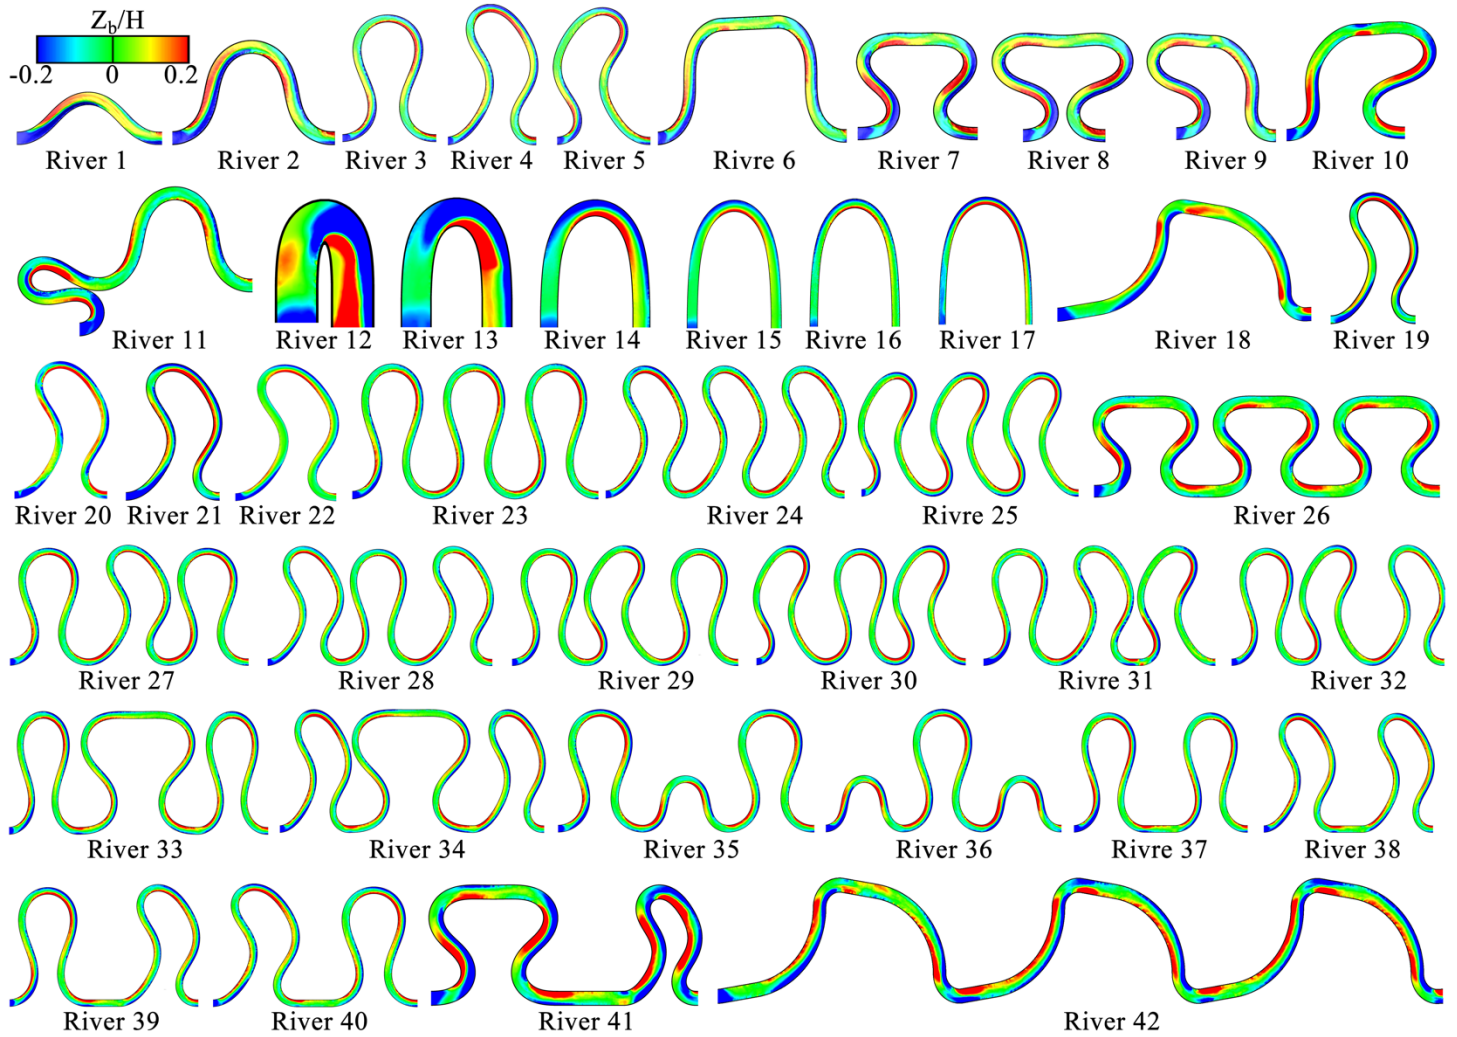 Z_b/H
-0.2 0 0.2
River 1 River 2 River 3 River 4 River 5 Rivre 6 River 7 River 8 River 9 River 10
River 11 River 12 River 13 River 14 River 15 Rivre 16 River 17 River 18 River 19
River 20 River 21 River 22 River 23 River 24 Rivre 25 River 26
River 27 River 28 River 29 River 30 Rivre 31 River 32
River 33 River 34 River 35 River 36 Rivre 37 River 38
River 39 River 40 River 41 River 42